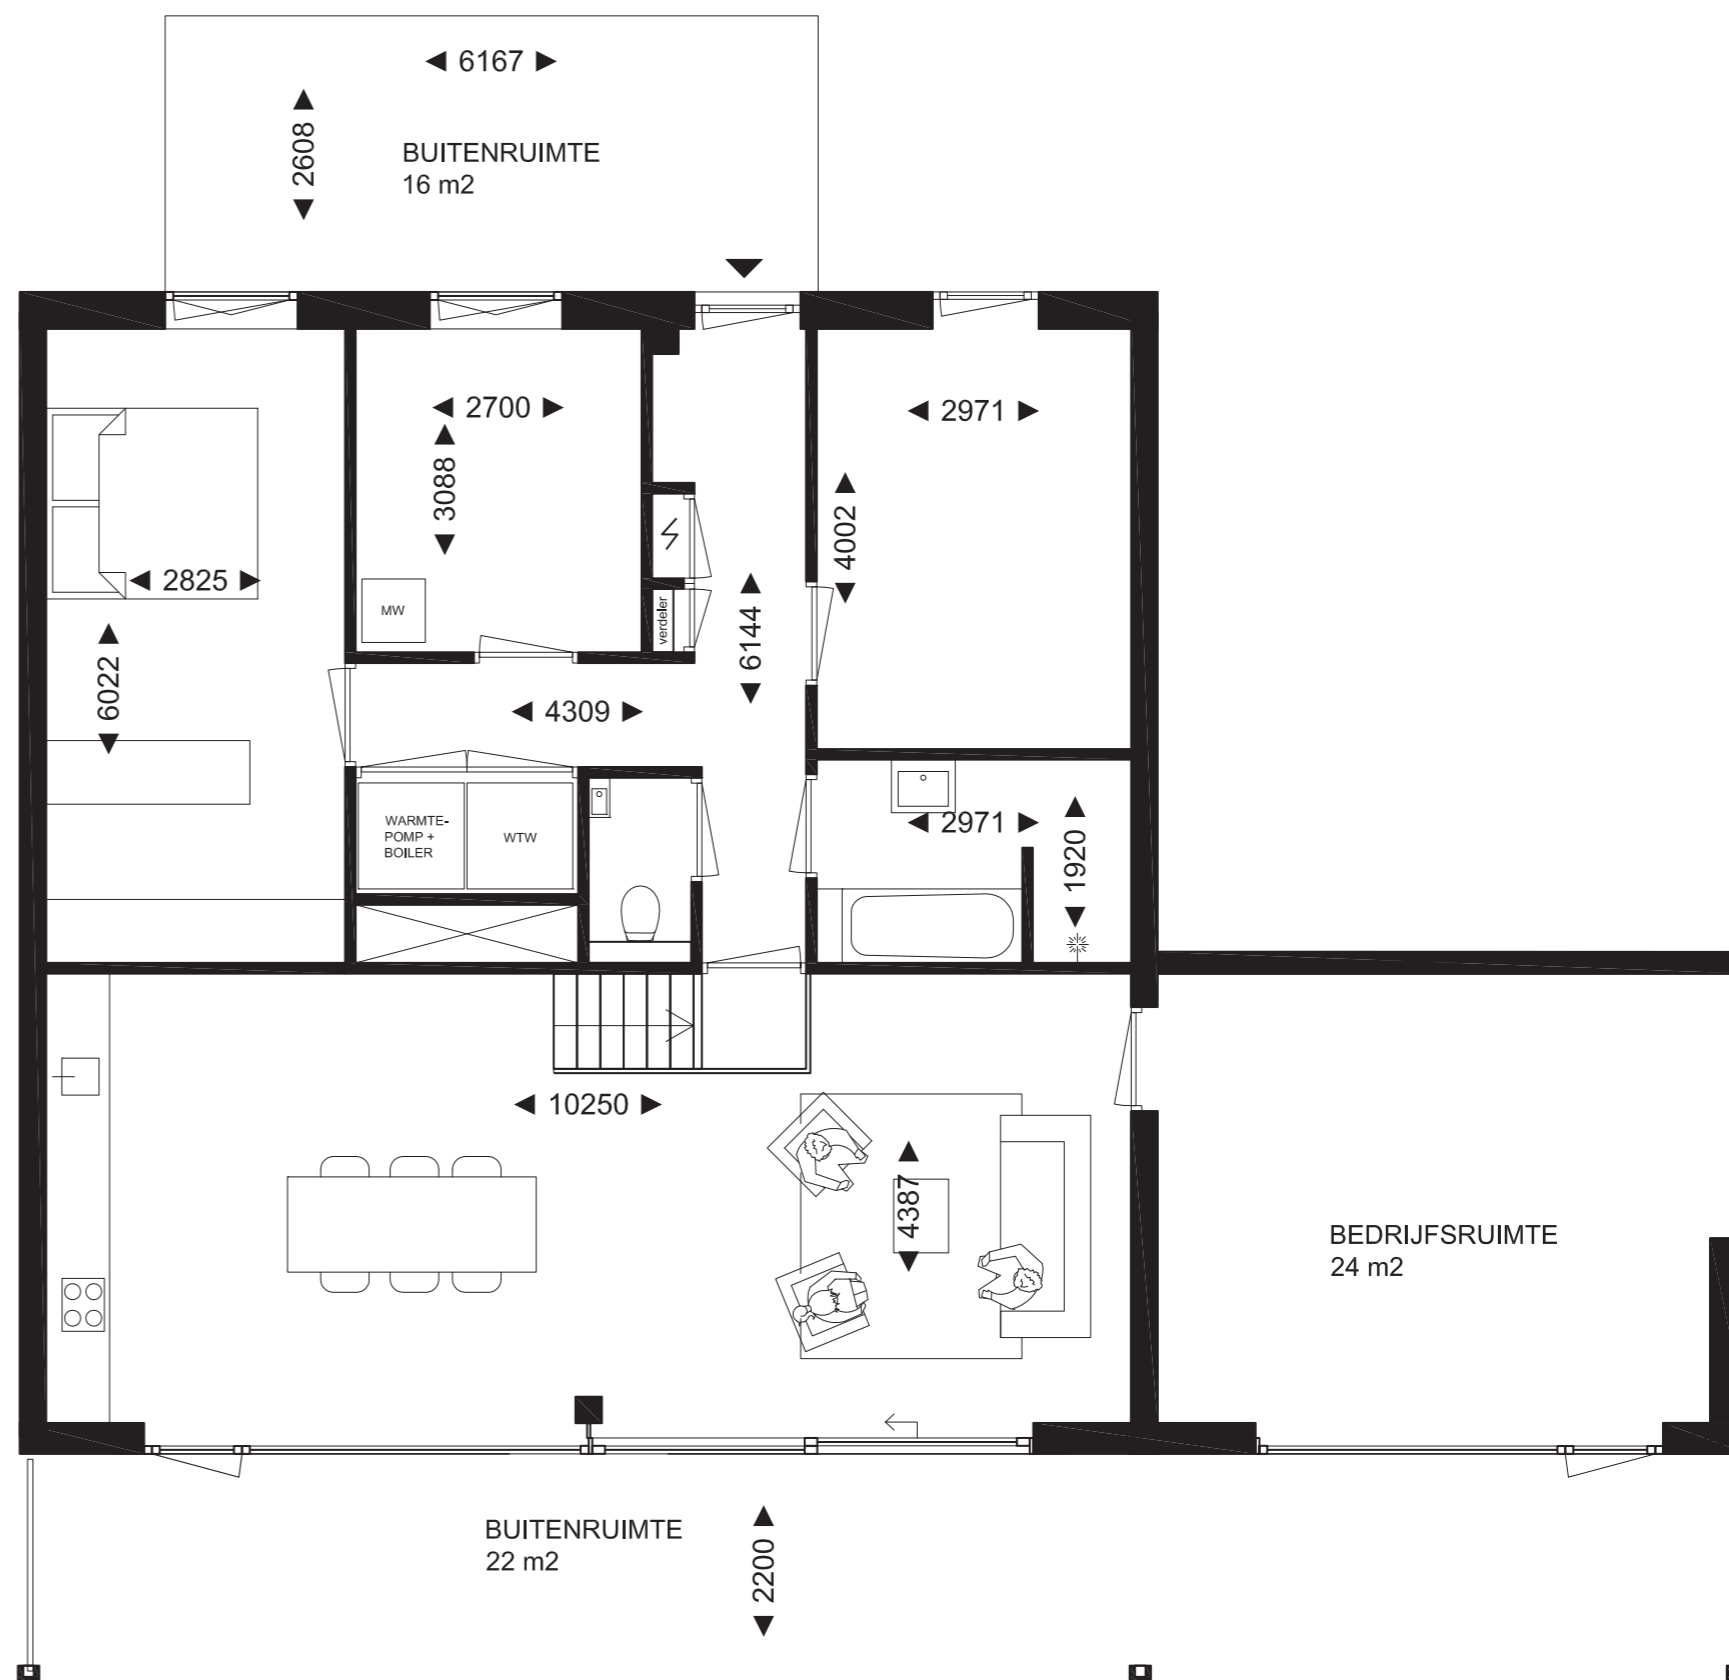 6167
2608
BUITENRUIMTE
16 m2
2700
2971
3088
4002
2825
MW
verdeler
6144
6022
4309
WARMTE-
POMP +
BOILER
WTW
2971
1920
10250
4387
BEDRIJFSRUIMTE
24 m2
BUITENRUIMTE
22 m2
2200